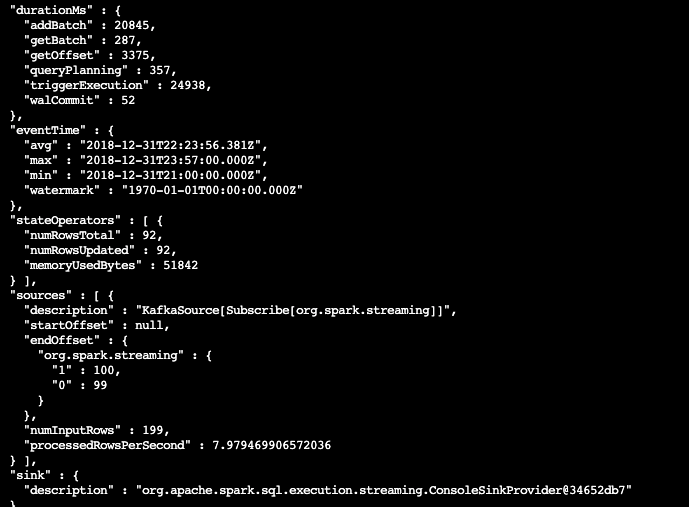 "durationMs" : {
"addBatch" : 20845,
"getBatch" : 287,
"getOffset" : 3375,
"queryPlanning" : 357,
"triggerExecution" : 24938,
"walCommit" : 52
},
"eventTime" : {
"avg" : "2018-12-31T22:23:56.381Z",
"max" : "2018-12-31T23:57:00.000Z",
"min" : "2018-12-31T21:00:00.000Z",
"watermark" : "1970-01-01T00:00:00.000Z"
},
"stateOperators" : [ {
"numRowsTotal" : 92,
"numRowsUpdated" : 92,
"memoryUsedBytes" : 51842
} ],
"sources" : [ {
"description" : "KafkaSource[Subscribe[org.spark.streaming]]",
"startOffset" : null,
"endOffset" : {
"org.spark.streaming" : {
"1" : 100,
"0" : 99
}
},
"numInputRows" : 199,
"processedRowsPerSecond" : 7.979469906572036
} ],
"sink" : {
"description" : "org.apache.spark.sql.execution.streaming.ConsoleSinkProvider@34652db7"
}